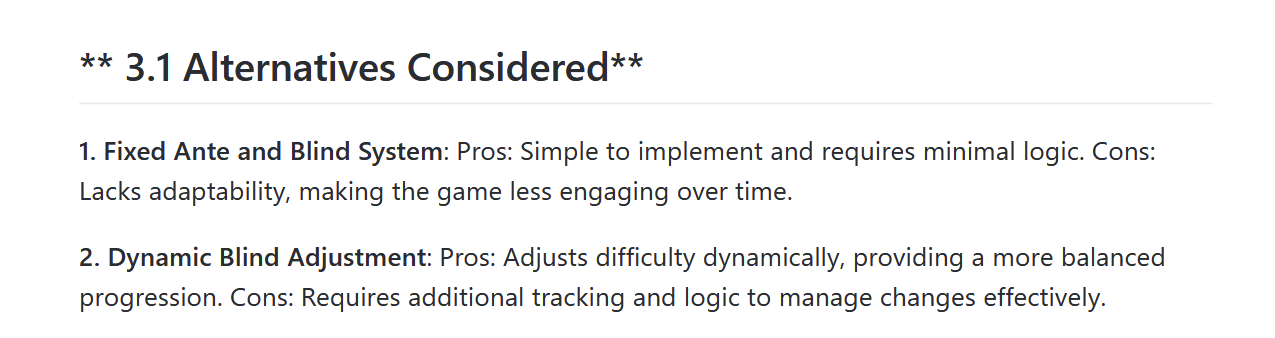 ** 3.1 Alternatives Considered**
1. Fixed Ante and Blind System: Pros: Simple to implement and requires minimal logic. Cons:
Lacks adaptability, making the game less engaging over time.
2. Dynamic Blind Adjustment: Pros: Adjusts difficulty dynamically, providing a more balanced
progression. Cons: Requires additional tracking and logic to manage changes effectively.